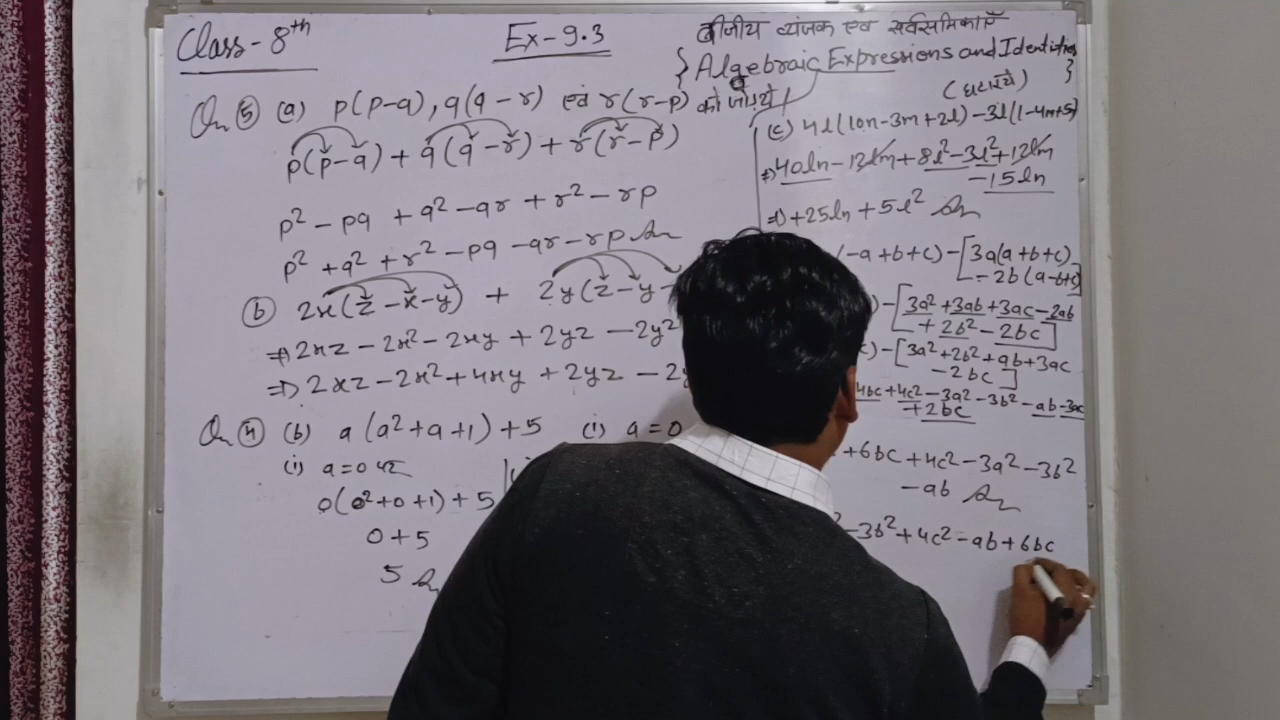 Class-8th
Ex-9.3
बीजीय व्यंजक एवं सर्वसमिकाएँ
{Algebraic Expressions and Identities}
Qn⑤ (a) p(p-q), q(q-r) एवं r(r-p) को जोड़ो
p(p-q) + q(q-r) + r(r-p)
p² - pq + q² - qr + r² - rp
p² + q² + r² - pq - qr - rp Ans
(b) 2x(z-x-y) + 2y(z-y-
⇒ 2xz - 2x² - 2xy + 2yz - 2y²
⇒ 2xz - 2x² + 4xy + 2yz - 2y
Qn④ (b) a(a²+a+1)+5 (i) a=0
(i) a=0
0(0²+0+1)+5
0+5
5 Ans
(घटाइये)
(c) 4l(10n-3m+2l) - 3l(l-4m+5
⇒ 40ln - 12lm + 8l² - 3l² + 12lm
-15ln
⇒ +25ln + 5l² Ans
(-a+b+c) - [3a(a+b+c)
- 2b(a-b+c)]
) - [3a²+3ab+3ac-2ab
+2b²-2bc]
c) - [3a²+2b²+ab+3ac
-2bc]
4bc+4c²-3a²-3b²-ab-3ac
+2bc
+6bc+4c²-3a²-3b²
-ab Ans
² -3b²+4c²-ab+6bc